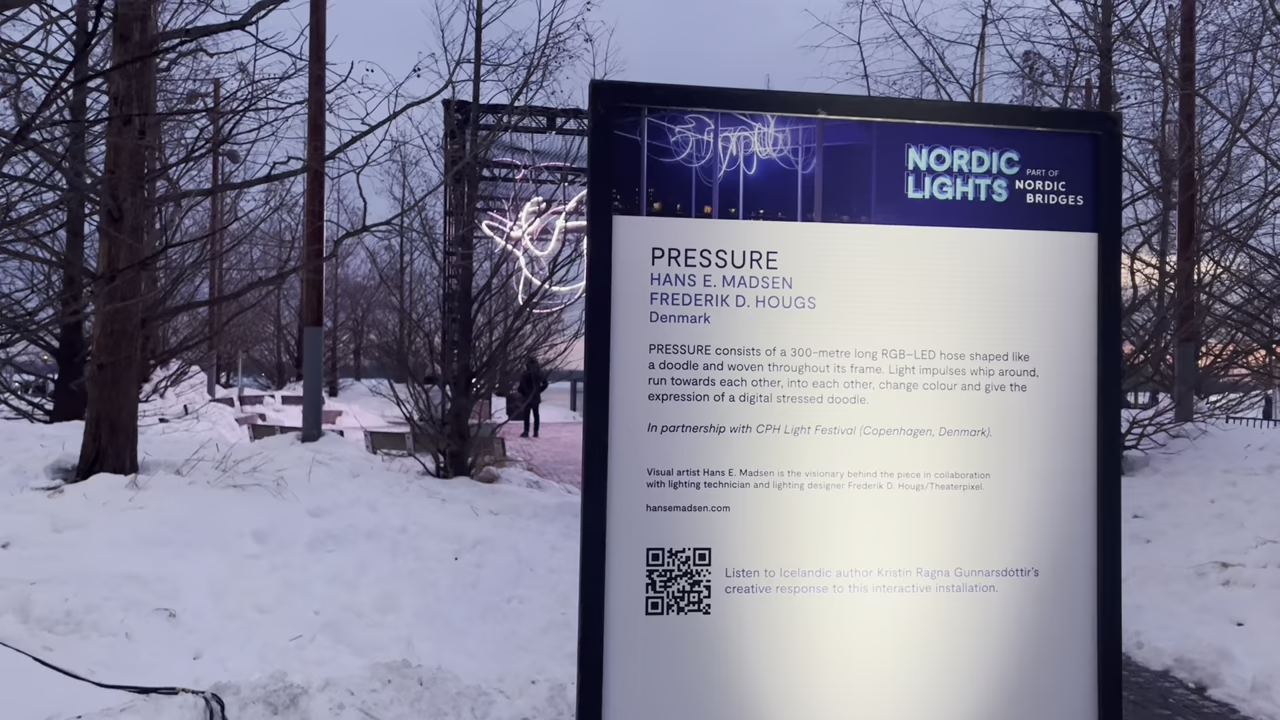 NORDIC
LIGHTS
PART OF
NORDIC
BRIDGES
PRESSURE
HANS E. MADSEN
FREDERIK D. HOUGS
Denmark
PRESSURE consists of a 300-metre long RGB-LED hose shaped like
a doodle and woven throughout its frame. Light impulses whip around,
run towards each other, into each other, change colour and give the
expression of a digital stressed doodle.
In partnership with CPH Light Festival (Copenhagen, Denmark).
Visual artist Hans E. Madsen is the visionary behind the piece in collaboration
with lighting technician and lighting designer Frederik D. Hougs/Theaterpixel.
hansemadsen.com
Listen to Icelandic author Kristín Ragna Gunnarsdóttir's
creative response to this interactive installation.